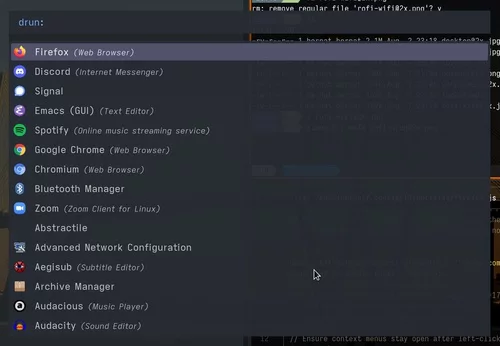 rm: remove regular file 'rofi-wifi@2x.png'? y
drun:
Firefox (Web Browser)
Discord (Internet Messenger)
Signal
Emacs (GUI) (Text Editor)
Spotify (Online music streaming service)
Google Chrome (Web Browser)
Chromium (Web Browser)
Bluetooth Manager
Zoom (Zoom Client for Linux)
Abstractile
Advanced Network Configuration
Aegisub (Subtitle Editor)
Archive Manager
Audacious (Music Player)
Audacity (Sound Editor)
// Ensure context menus stay open after left-click